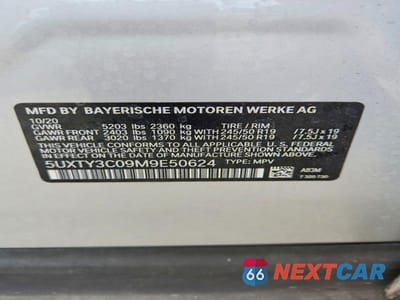 MFD BY BAYERISCHE MOTOREN WERKE AG
10/20
GVWR 5203 lbs 2360 kg TIRE / RIM
GAWR FRONT 2403 lbs 1090 kg WITH 245/50 R19 /7.5J x 19
GAWR REAR 3020 lbs 1370 kg WITH 245/50 R19 /7.5J x 19
THIS VEHICLE CONFORMS TO ALL APPLICABLE FEDERAL MOTOR VEHICLE
SAFETY, BUMPER, AND THEFT PREVENTION STANDARDS IN EFFECT ON
THE DATE OF MANUFACTURE SHOWN ABOVE.
5UXTY3C09M9E50624 TYPE: MPV
A83M
66 NEXTCAR